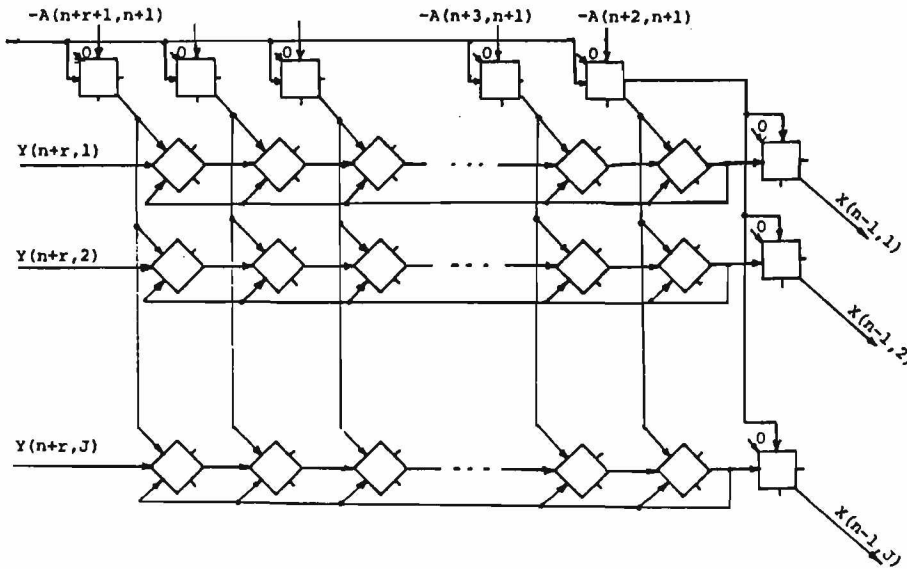 -A(n+r+1,n+1) -A(n+3,n+1) -A(n+2,n+1)
0 0 0 0 0
Y(n+r,1) 0
X(n-1,1)
Y(n+r,2) 0
X(n-1,2)
Y(n+r,J) 0
X(n-1,J)